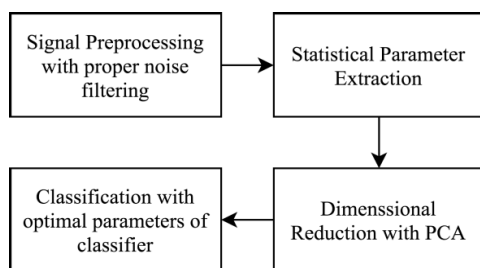 Signal Preprocessing
with proper noise
filtering
Statistical Parameter
Extraction
Dimenssional
Reduction with PCA
Classification with
optimal parameters of
classifier